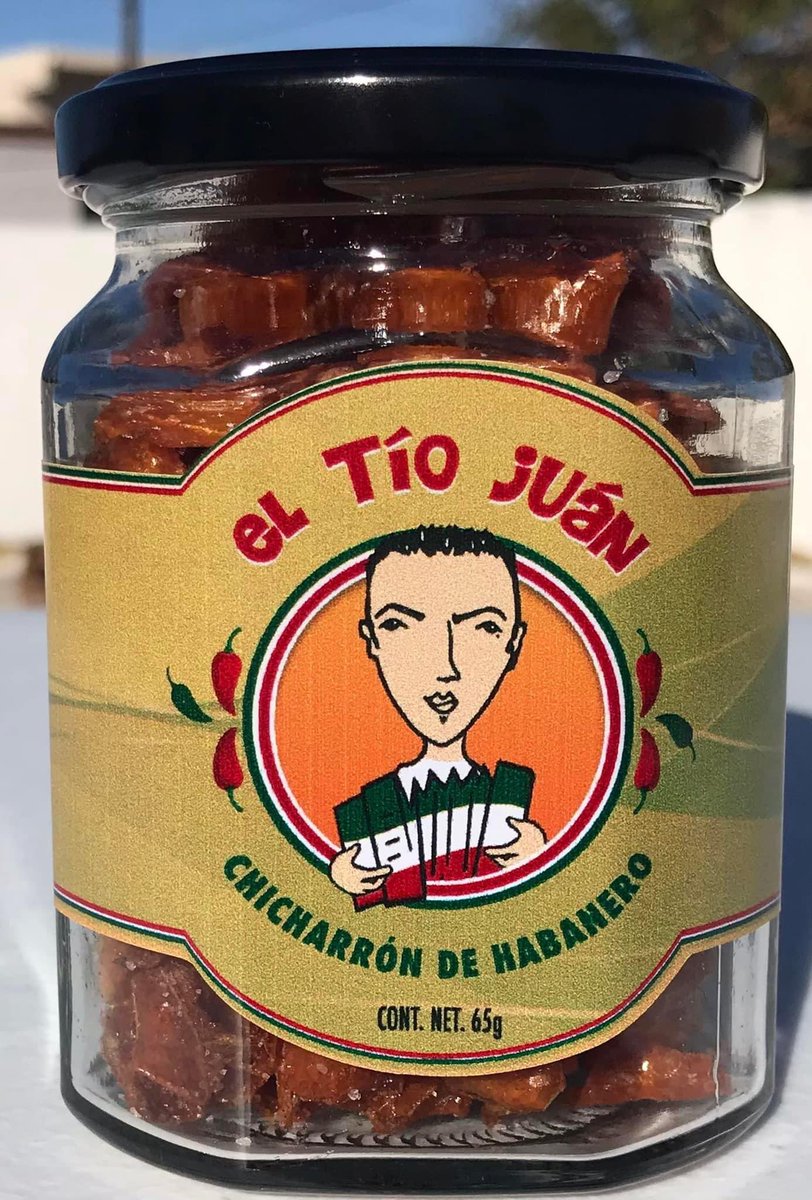 eL Tío juán
CHICHARRÓN DE HABANERO
CONT. NET. 65g